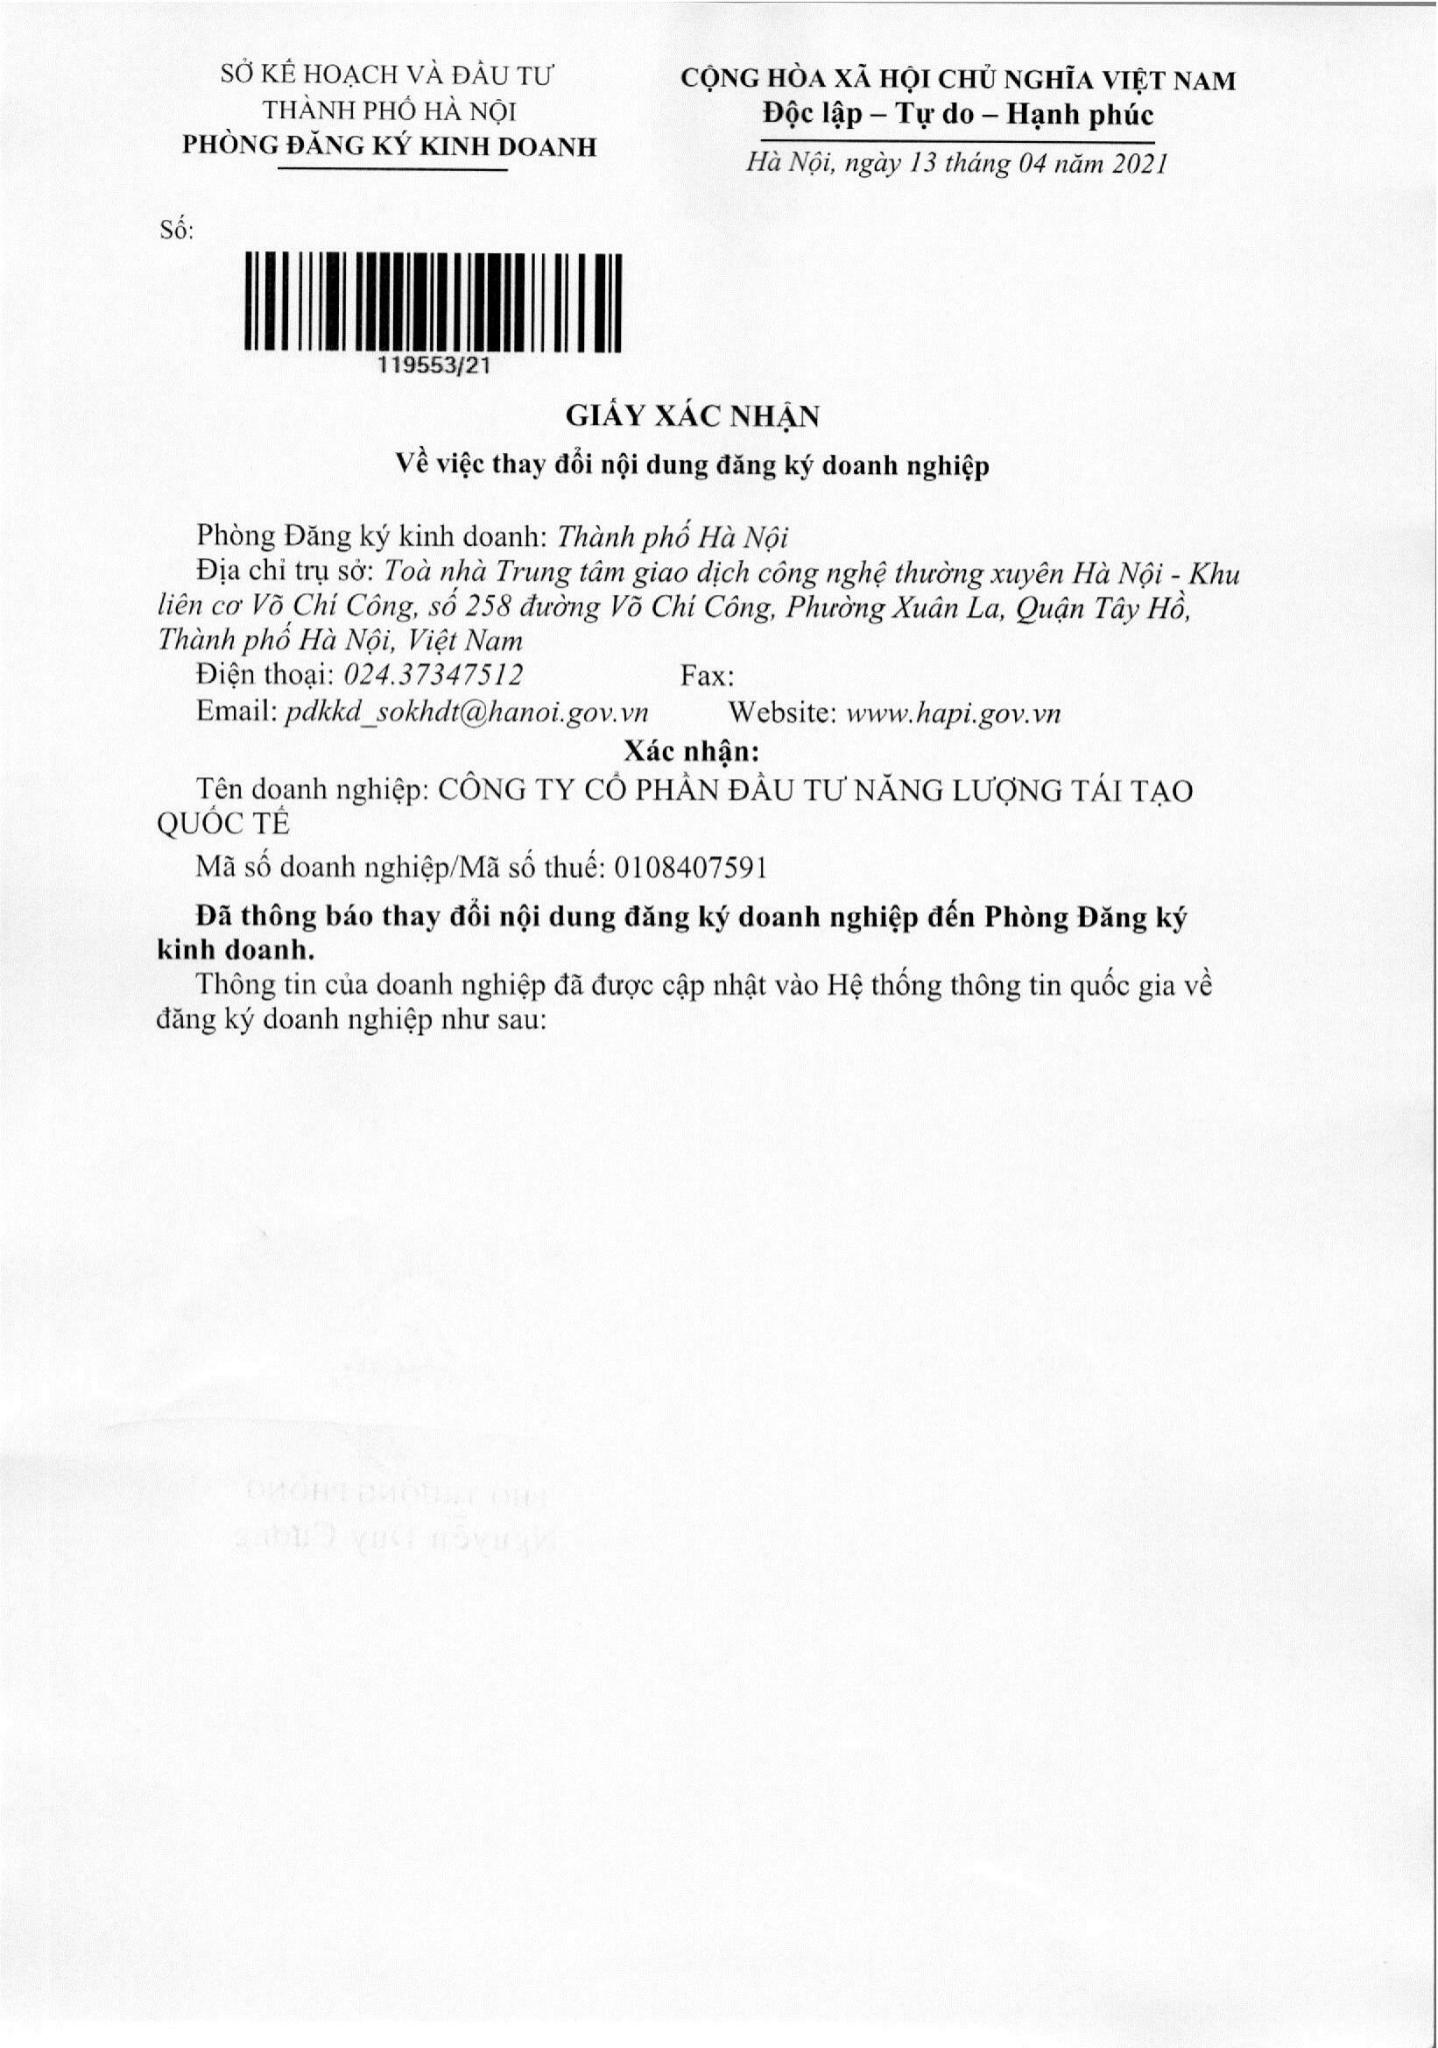 SỞ KẾ HOẠCH VÀ ĐẦU TƯ
THÀNH PHỐ HÀ NỘI
PHÒNG ĐĂNG KÝ KINH DOANH
CỘNG HÒA XÃ HỘI CHỦ NGHĨA VIỆT NAM
Độc lập – Tự do – Hạnh phúc
Hà Nội, ngày 13 tháng 04 năm 2021
Số:
119553/21
GIẤY XÁC NHẬN
Về việc thay đổi nội dung đăng ký doanh nghiệp
Phòng Đăng ký kinh doanh: Thành phố Hà Nội
Địa chỉ trụ sở: Toà nhà Trung tâm giao dịch công nghệ thường xuyên Hà Nội - Khu
liên cơ Võ Chí Công, số 258 đường Võ Chí Công, Phường Xuân La, Quận Tây Hồ,
Thành phố Hà Nội, Việt Nam
Điện thoại: 024.37347512 Fax:
Email: pdkkd_sokhdt@hanoi.gov.vn Website: www.hapi.gov.vn
Xác nhận:
Tên doanh nghiệp: CÔNG TY CỔ PHẦN ĐẦU TƯ NĂNG LƯỢNG TÁI TẠO
QUỐC TẾ
Mã số doanh nghiệp/Mã số thuế: 0108407591
Đã thông báo thay đổi nội dung đăng ký doanh nghiệp đến Phòng Đăng ký
kinh doanh.
Thông tin của doanh nghiệp đã được cập nhật vào Hệ thống thông tin quốc gia về
đăng ký doanh nghiệp như sau: